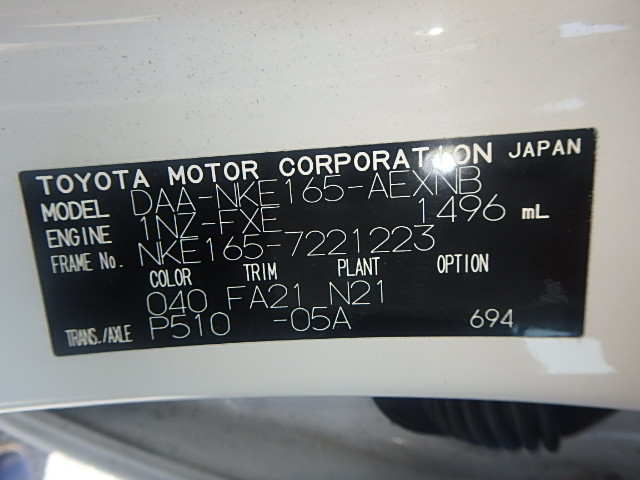 TOYOTA MOTOR CORPORATION JAPAN
MODEL DAA-NKE165-AEXNB
ENGINE 1NZ-FXE 1496 mL
FRAME No. NKE165-7221223
COLOR TRIM PLANT OPTION
040 FA21 N21
TRANS./AXLE P510 -05A 694